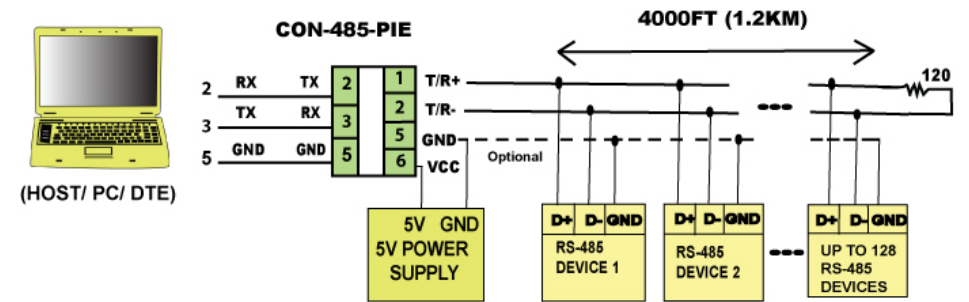 4000FT (1.2KM)
CON-485-PIE
120
2 RX TX 2 1 T/R+
3 TX RX 3 2 T/R-
5 GND GND 5 5 GND
Optional
6 VCC
(HOST/ PC/ DTE)
5V GND
5V POWER
SUPPLY
D+ D- GND
RS-485
DEVICE 1
D+ D- GND
RS-485
DEVICE 2
D+ D- GND
UP TO 128
RS-485
DEVICES